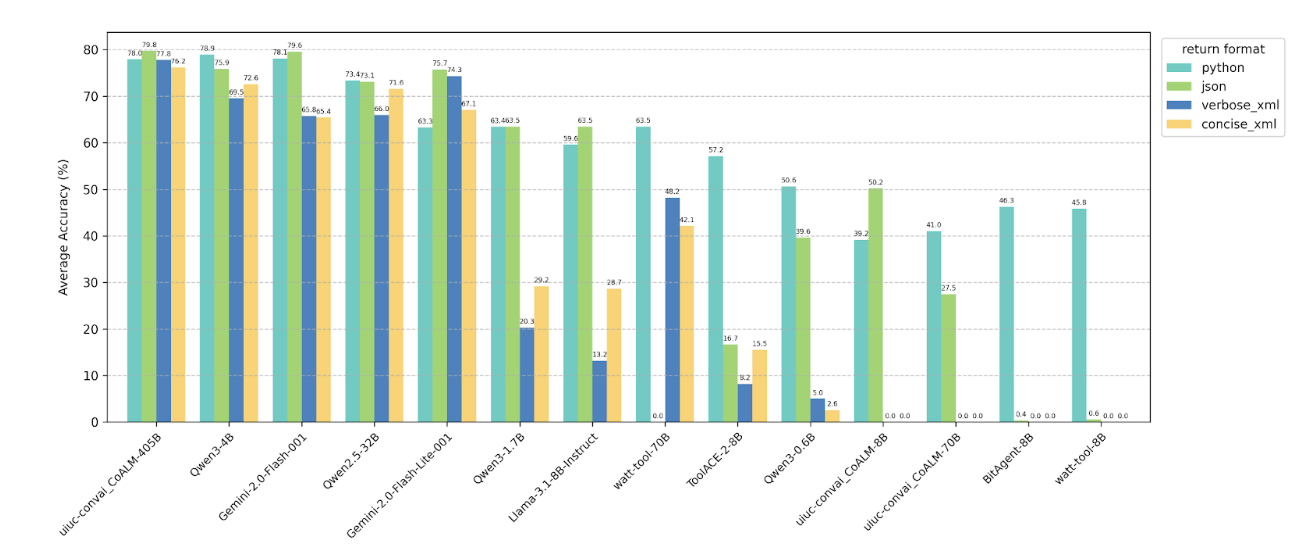 return format
python
json
verbose_xml
concise_xml
Average Accuracy (%)
80
70
60
50
40
30
20
10
0
78.0 79.8 77.8 76.2
78.9 75.9 69.5 72.6
78.1 79.6 65.8 65.4
73.4 73.1 66.0 71.6
63.3 75.7 74.3 67.1
63.4 63.5 20.3 29.2
59.6 63.5 13.2 28.7
63.5 0.0 48.2 42.1
57.2 16.7 8.2 15.5
50.6 39.6 5.0 2.6
39.2 50.2 0.0 0.0
41.0 27.5 0.0 0.0
46.3 0.4 0.0 0.0
45.8 0.6 0.0 0.0
uiuc-convai_CoALM-405B
Qwen3-4B
Gemini-2.0-Flash-001
Qwen2.5-32B
Gemini-2.0-Flash-Lite-001
Qwen3-1.7B
Llama-3.1-8B-Instruct
watt-tool-70B
ToolACE-2-8B
Qwen3-0.6B
uiuc-convai_CoALM-8B
uiuc-convai_CoALM-70B
BitAgent-8B
watt-tool-8B